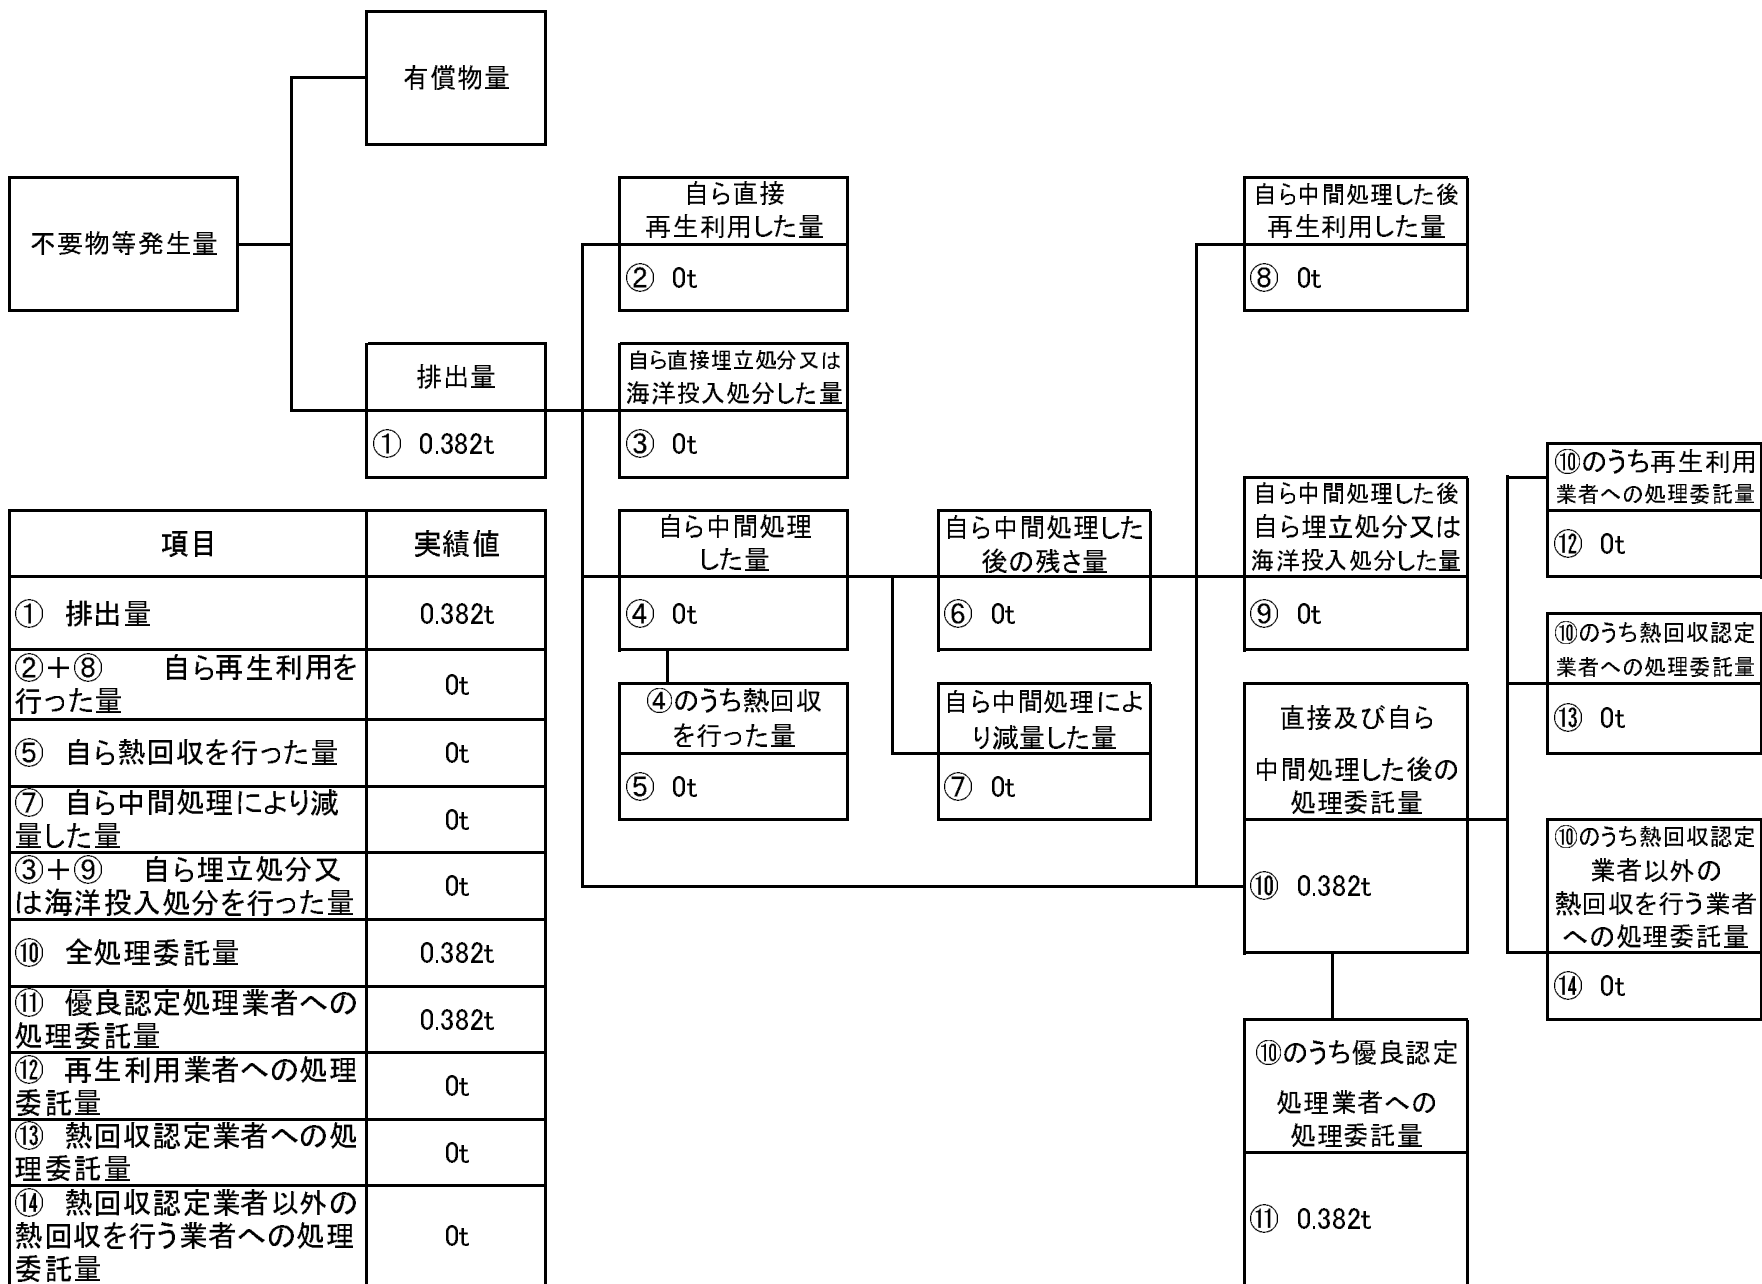 有償物量
不要物等発生量
自ら直接
再生利用した量
② 0t
自ら中間処理した後
再生利用した量
⑧ 0t
排出量
① 0.382t
自ら直接埋立処分又は
海洋投入処分した量
③ 0t
自ら中間処理
した量
④ 0t
④のうち熱回収
を行った量
⑤ 0t
自ら中間処理した
後の残さ量
⑥ 0t
自ら中間処理によ
り減量した量
⑦ 0t
自ら中間処理した後
自ら埋立処分又は
海洋投入処分した量
⑨ 0t
直接及び自ら
中間処理した後の
処理委託量
⑩ 0.382t
⑩のうち優良認定
処理業者への
処理委託量
⑪ 0.382t
⑩のうち再生利用
業者への処理委託量
⑫ 0t
⑩のうち熱回収認定
業者への処理委託量
⑬ 0t
⑩のうち熱回収認定
業者以外の
熱回収を行う業者
への処理委託量
⑭ 0t
項目 実績値
① 排出量 0.382t
②+⑧ 自ら再生利用を
行った量 0t
⑤ 自ら熱回収を行った量 0t
⑦ 自ら中間処理により減
量した量 0t
③+⑨ 自ら埋立処分又
は海洋投入処分を行った量 0t
⑩ 全処理委託量 0.382t
⑪ 優良認定処理業者への
処理委託量 0.382t
⑫ 再生利用業者への処理
委託量 0t
⑬ 熱回収認定業者への処
理委託量 0t
⑭ 熱回収認定業者以外の
熱回収を行う業者への処理 0t
委託量